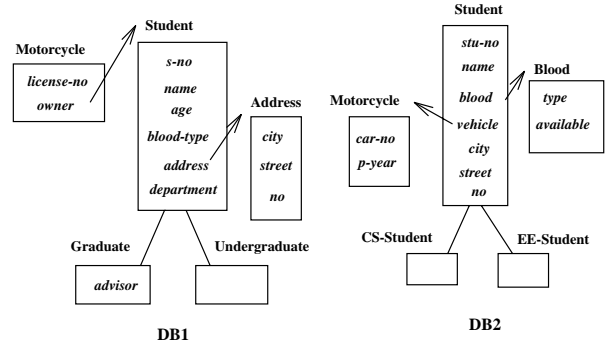 Student
Motorcycle
license-no
owner
s-no
name
age
blood-type
address
department
Address
city
street
no
Graduate
Undergraduate
advisor
DB1
Student
stu-no
name
blood
vehicle
city
street
no
Blood
type
available
Motorcycle
car-no
p-year
CS-Student
EE-Student
DB2